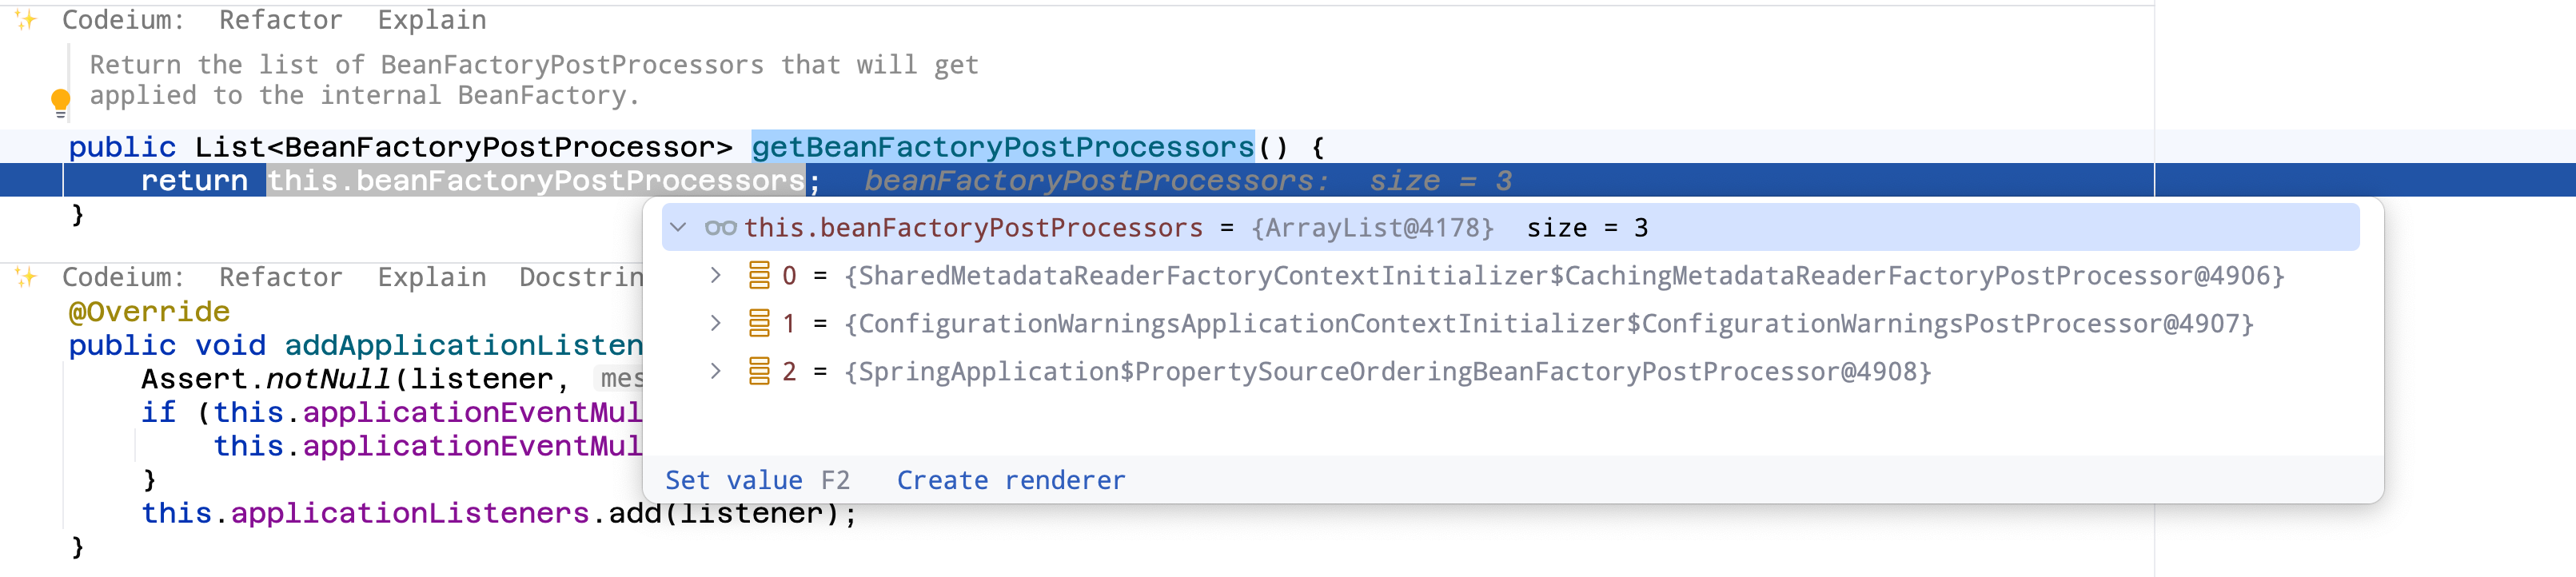 Codeium: Refactor Explain
Return the list of BeanFactoryPostProcessors that will get
applied to the internal BeanFactory.
public List<BeanFactoryPostProcessor> getBeanFactoryPostProcessors() {
return this.beanFactoryPostProcessors; beanFactoryPostProcessors: size = 3
}
this.beanFactoryPostProcessors = {ArrayList@4178} size = 3
0 = {SharedMetadataReaderFactoryContextInitializer$CachingMetadataReaderFactoryPostProcessor@4906}
1 = {ConfigurationWarningsApplicationContextInitializer$ConfigurationWarningsPostProcessor@4907}
2 = {SpringApplication$PropertySourceOrderingBeanFactoryPostProcessor@4908}
Set value F2 Create renderer
Codeium: Refactor Explain Docstrin
@Override
public void addApplicationListen
Assert.notNull(listener, mes
if (this.applicationEventMul
this.applicationEventMul
}
this.applicationListeners.add(listener);
}